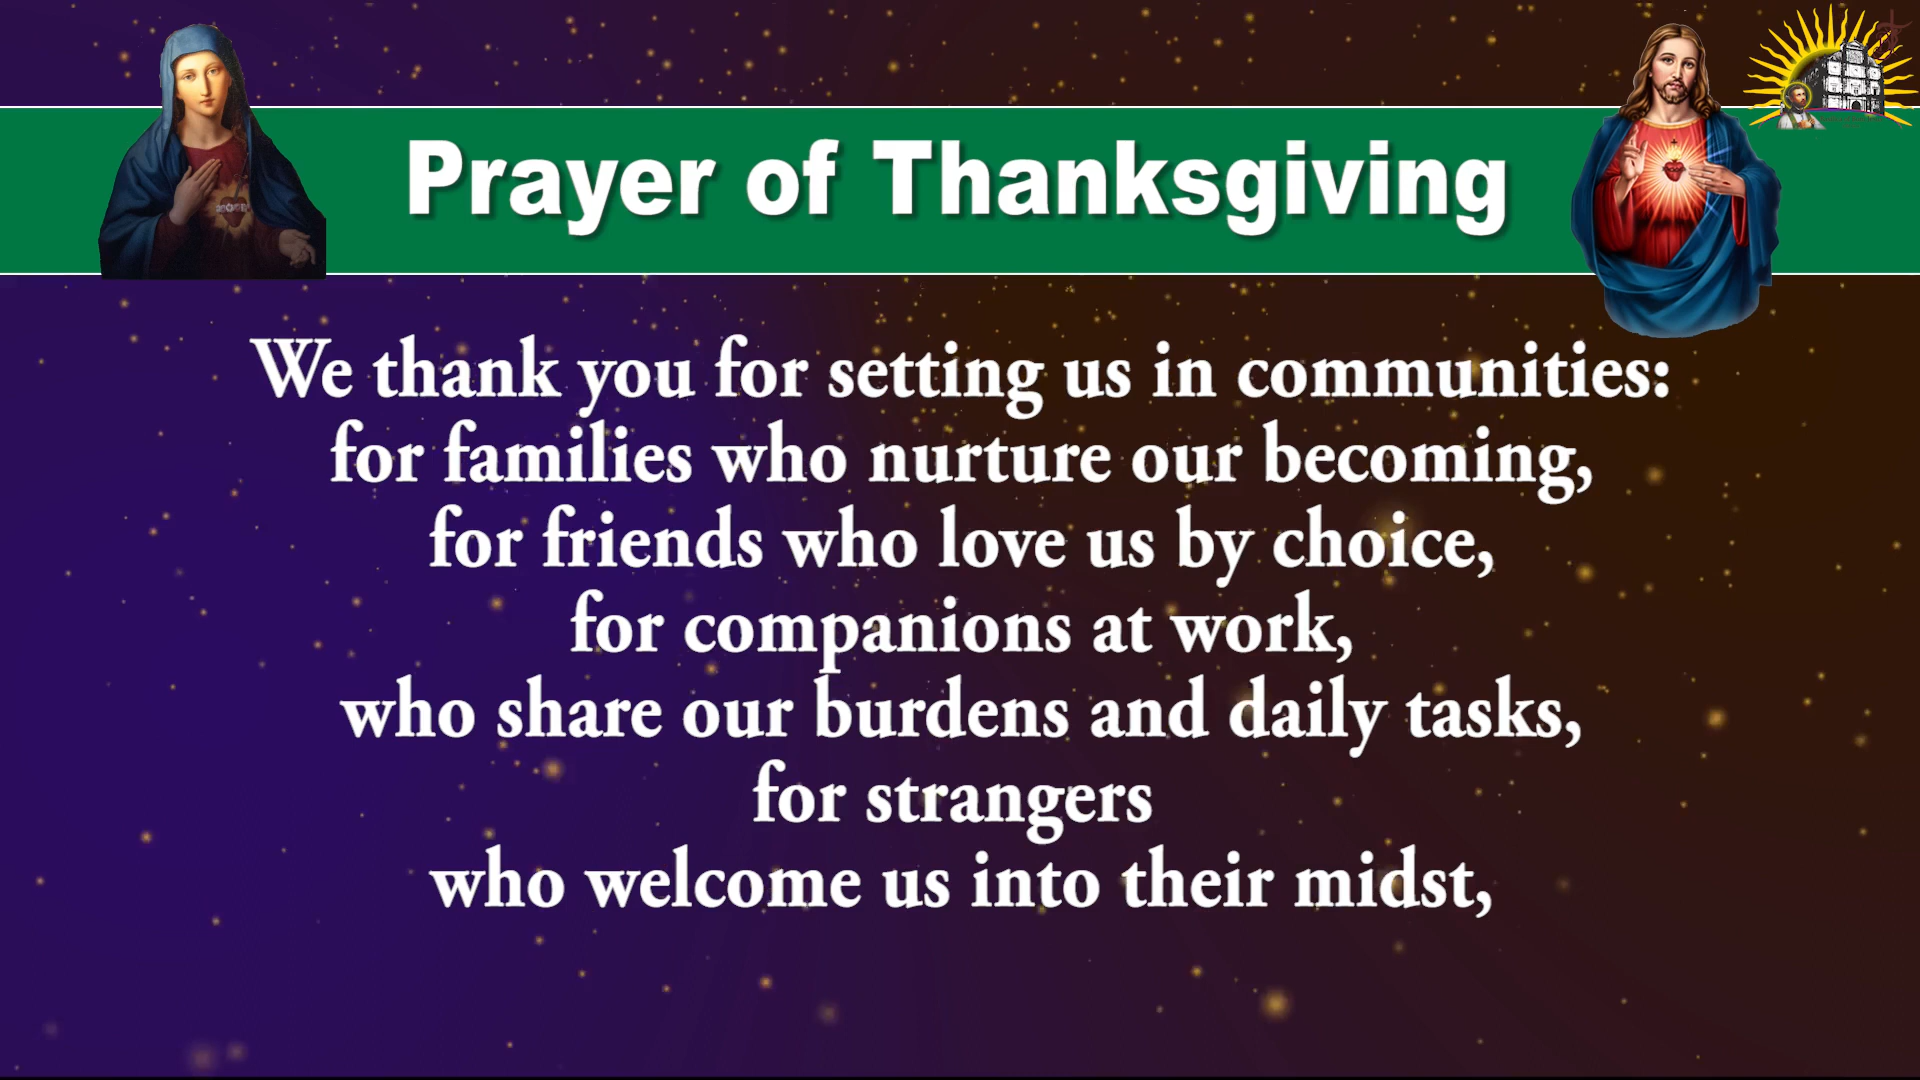 Prayer of Thanksgiving
We thank you for setting us in communities:
for families who nurture our becoming,
for friends who love us by choice,
for companions at work,
who share our burdens and daily tasks,
for strangers
who welcome us into their midst,